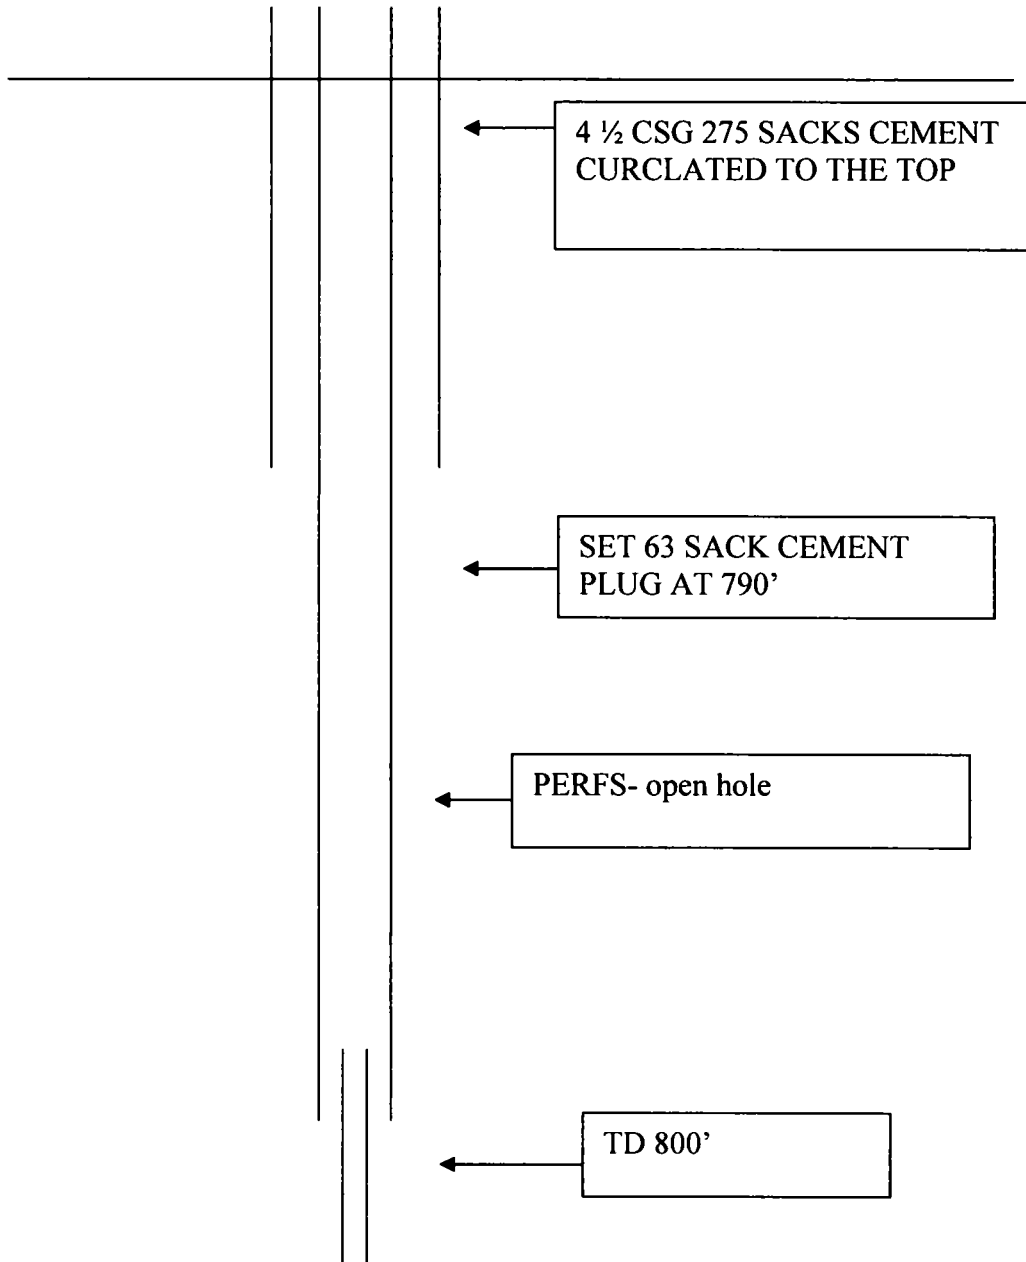 4 ½ CSG 275 SACKS CEMENT
CURCLATED TO THE TOP
SET 63 SACK CEMENT
PLUG AT 790’
PERFS- open hole
TD 800’